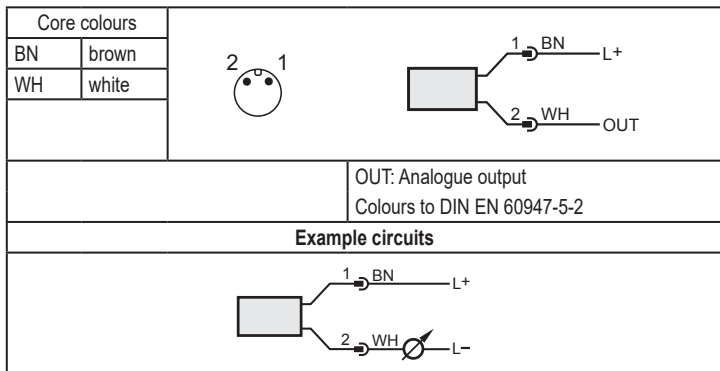 Core colours
BN brown
WH white
2 1
1 BN L+
2 WH OUT
OUT: Analogue output
Colours to DIN EN 60947-5-2
Example circuits
1 BN L+
2 WH L–